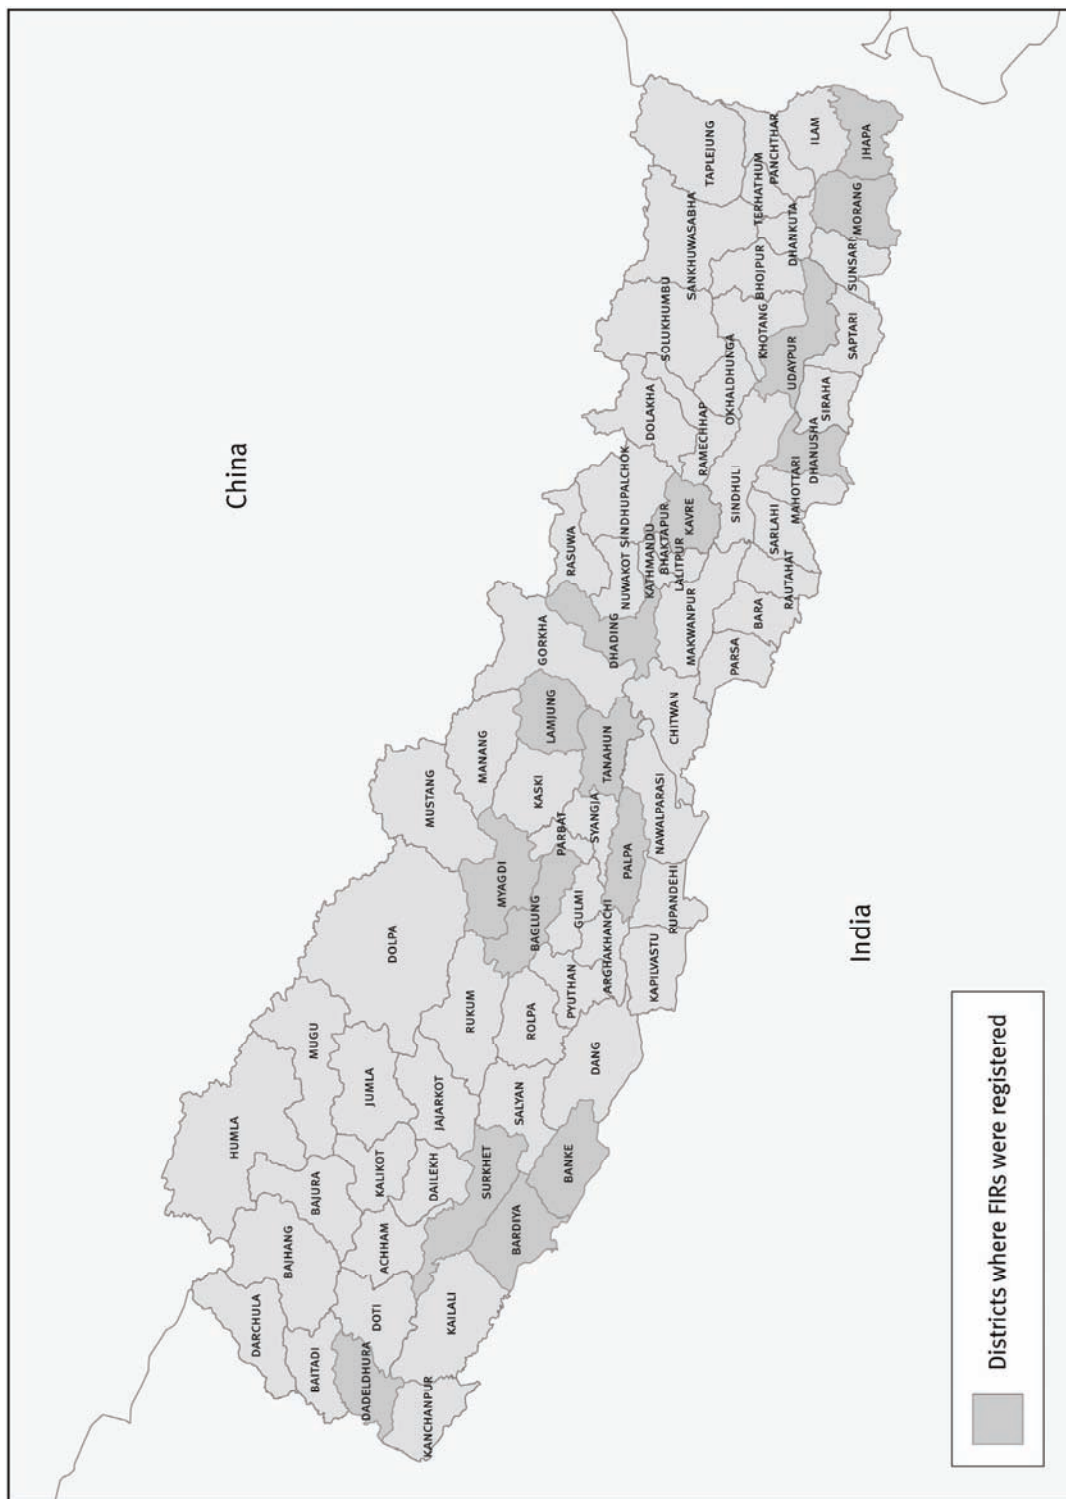 China
India
DARCHULA
BAITADI
DADELDHURA
KANCHANPUR
BAJHANG
DOTI
KAILALI
HUMLA
BAJURA
ACHHAM
MUGU
KALIKOT
DAILEKH
SURKHET
BARDIYA
JUMLA
JAJARKOT
SALYAN
BANKE
DOLPA
RUKUM
ROLPA
DANG
PYUTHAN
MUSTANG
MYAGDI
BAGLUNG
GULMI
ARGHAKHANCHI
KAPILVASTU
RUPANDEHI
MANANG
KASKI
PARBAT
SYANGJA
PALPA
NAWALPARASI
LAMJUNG
TANAHUN
CHITWAN
GORKHA
DHADING
RASUWA
NUWAKOT
SINDHUPALCHOK
KATHMANDU
BHAKTAPUR
LALITPUR
KAVRE
MAKWANPUR
PARSA
BARA
RAUTAHAT
SARLAHI
MAHOTTARI
DHANUSHA
SINDHULI
DOLAKHA
RAMECHHAP
SOLUKHUMBU
OKHALDHUNGA
KHOTANG
UDAYPUR
SIRAHA
SAPTARI
SANKHUWASABHA
BHOJPUR
TERHATHUM
DHANKUTA
SUNSARI
MORANG
TAPLEJUNG
PANCHTHAR
ILAM
JHAPA
Districts where FIRs were registered